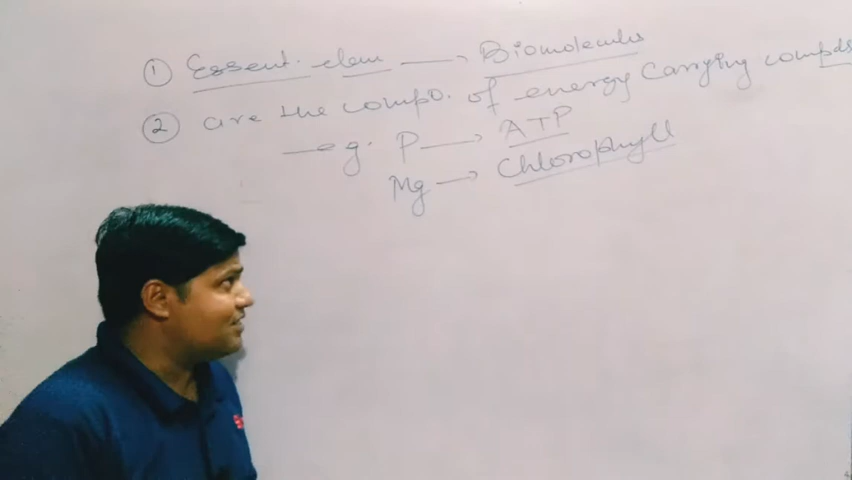 ① Essent. elem → Biomolecules
② are the compo. of energy carrying compds
— eg. P → ATP
Mg → Chlorophyll